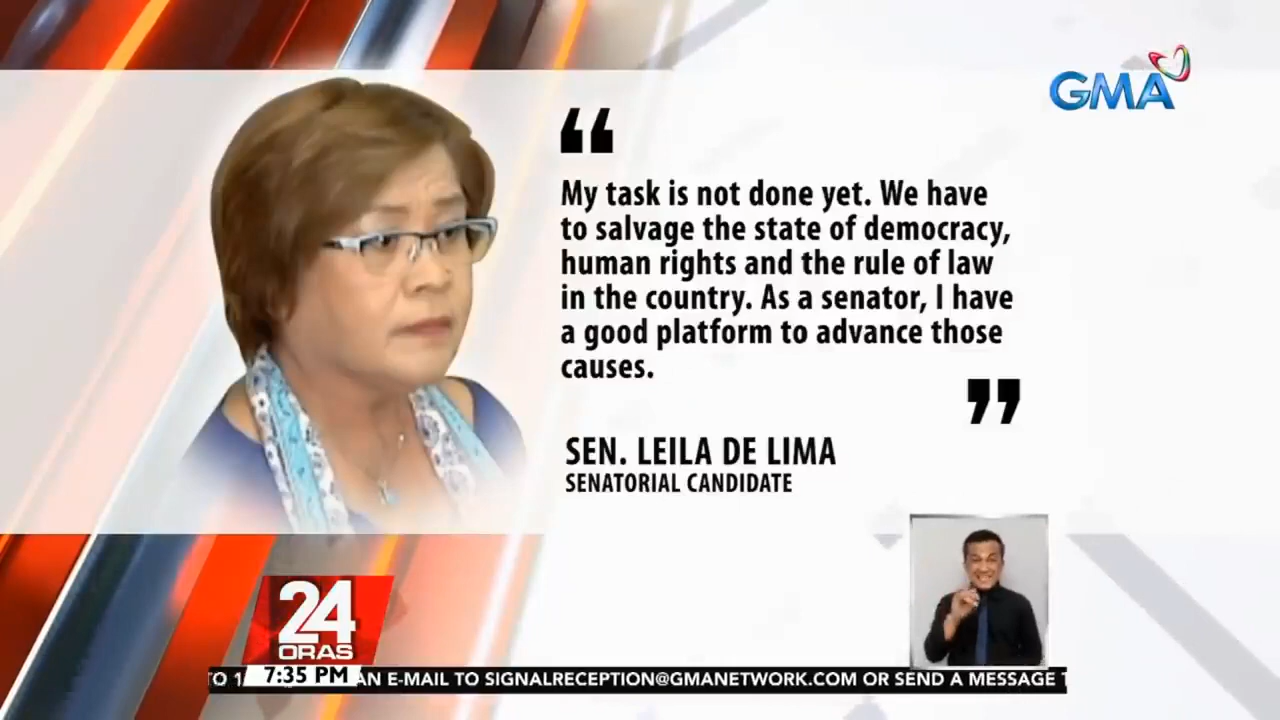 GMA
“
My task is not done yet. We have
to salvage the state of democracy,
human rights and the rule of law
in the country. As a senator, I have
a good platform to advance those
causes.
”
SEN. LEILA DE LIMA
SENATORIAL CANDIDATE
24
ORAS
7:35 PM
AN E-MAIL TO SIGNALRECEPTION@GMANETWORK.COM OR SEND A MESSAGE